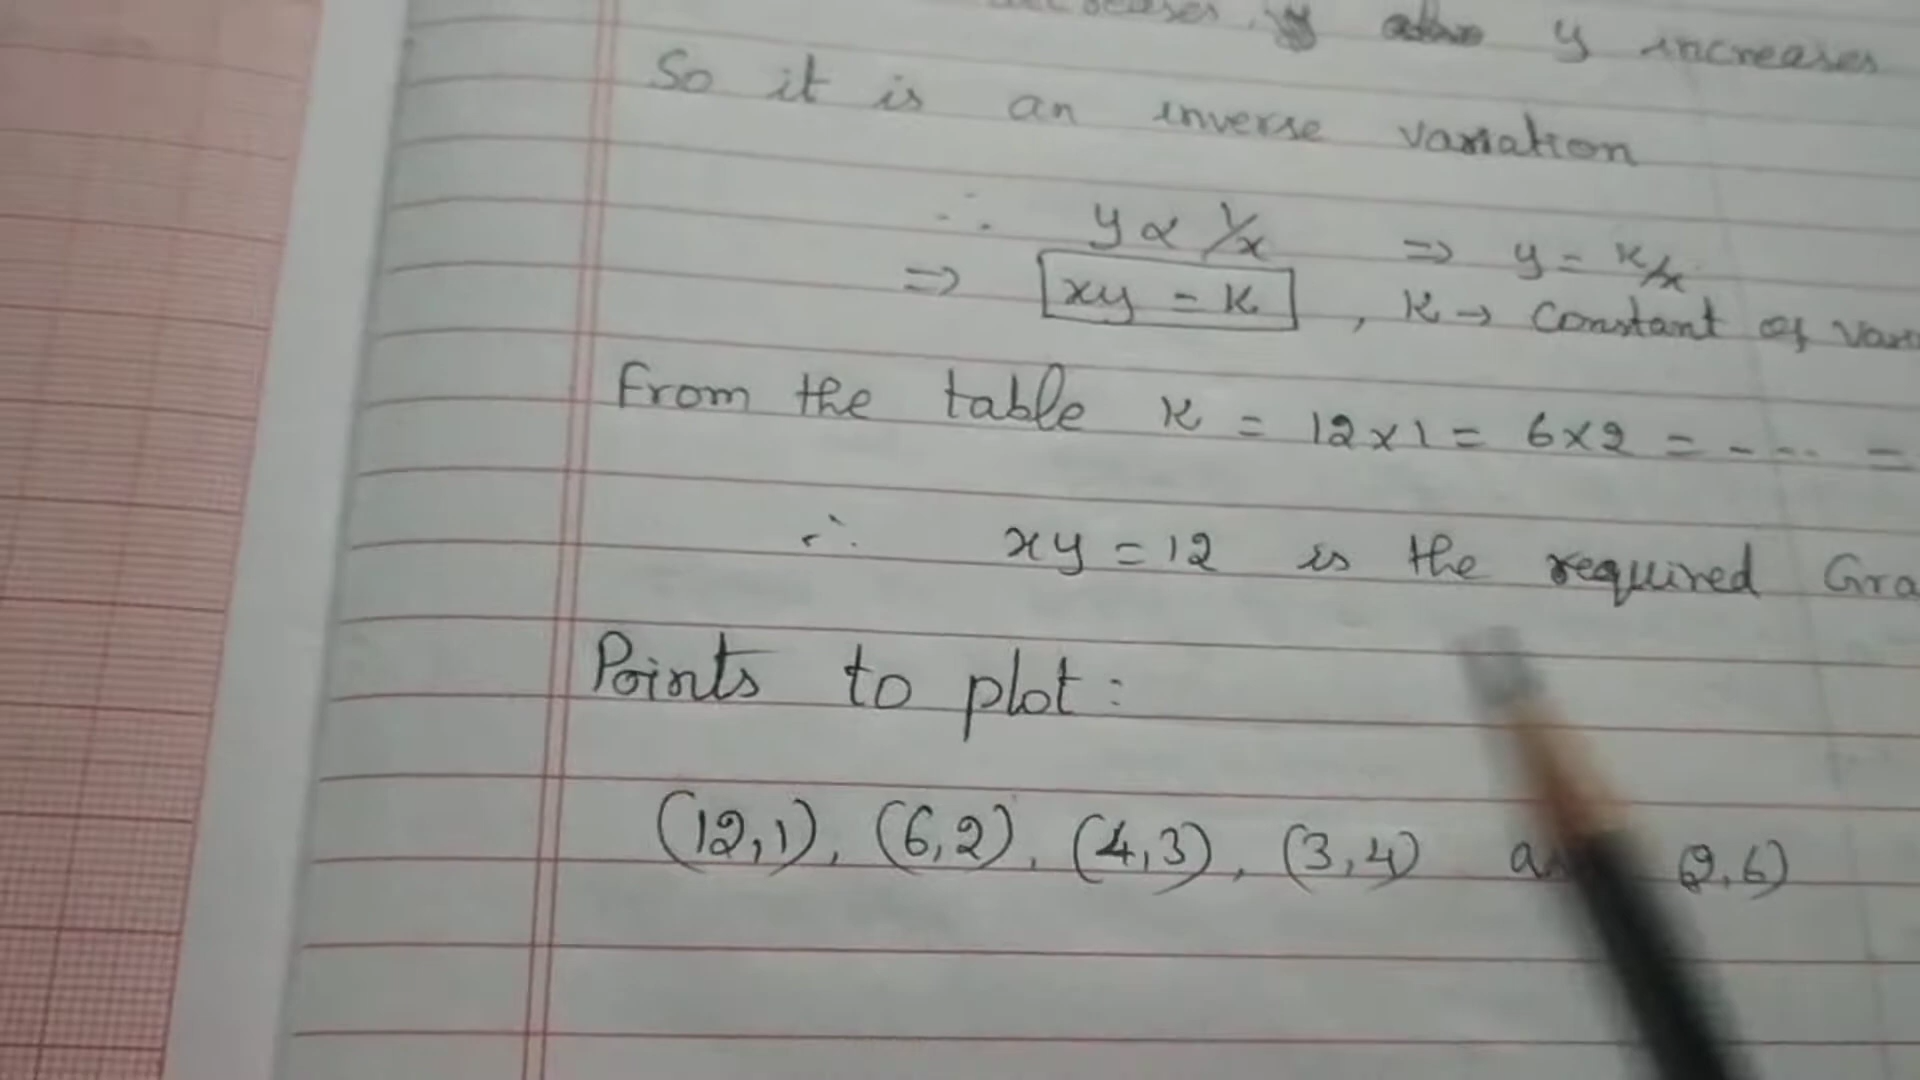 y increases
So it is an inverse variation
∴ y ∝ 1/x ⇒ y = k/x
⇒ xy = k , k → Constant of
From the table k = 12×1 = 6×2 = ---- =
∴ xy = 12 is the required
Points to plot:
(12,1), (6,2), (4,3), (3,4) (2,6)